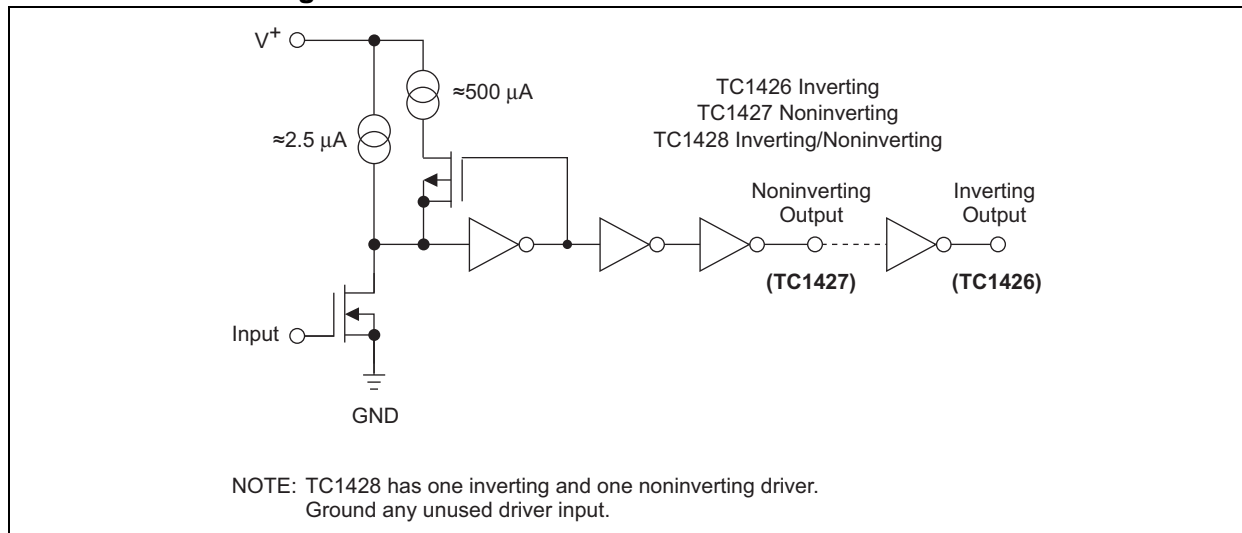 V+
≈500 μA
≈2.5 μA
TC1426 Inverting
TC1427 Noninverting
TC1428 Inverting/Noninverting
Noninverting
Output
Inverting
Output
(TC1427)
(TC1426)
Input
GND
NOTE: TC1428 has one inverting and one noninverting driver.
Ground any unused driver input.